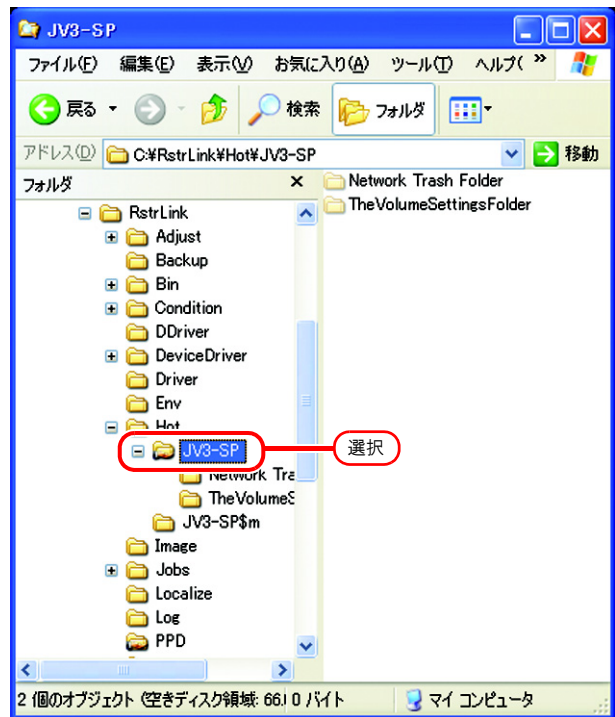 JV3-SP
ファイル(F) 編集(E) 表示(V) お気に入り(A) ツール(T) ヘルプ( »
戻る 検索 フォルダ
アドレス(D) C:¥RstrLink¥Hot¥JV3-SP 移動
フォルダ ×
RstrLink
Adjust
Backup
Bin
Condition
DDriver
DeviceDriver
Driver
Env
Hot
JV3-SP
選択
Network Tra
TheVolumeS
JV3-SP$m
Image
Jobs
Localize
Log
PPD
Network Trash Folder
TheVolumeSettingsFolder
2 個のオブジェクト (空きディスク領域: 66. 0 バイト マイ コンピュータ